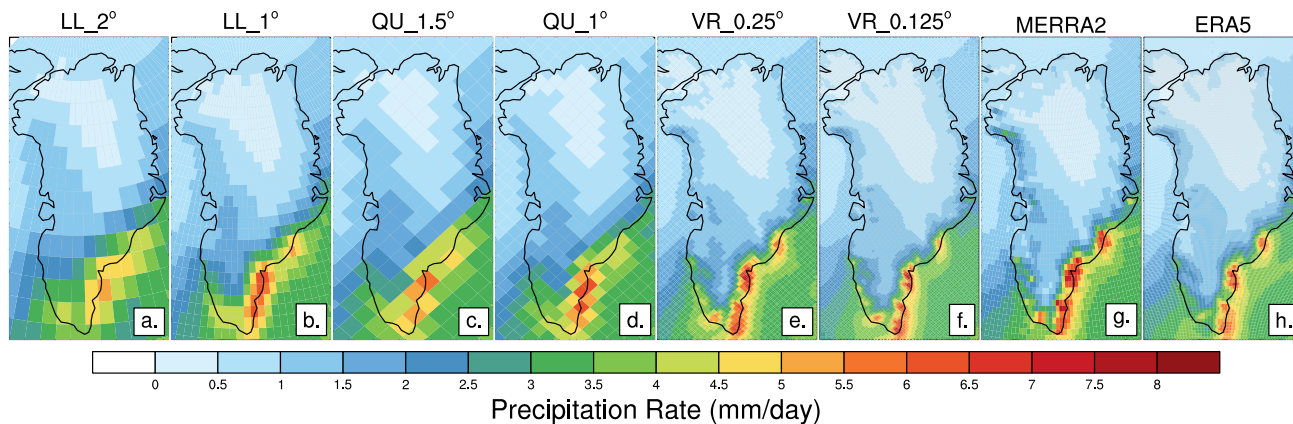 LL_2° LL_1° QU_1.5° QU_1° VR_0.25° VR_0.125° MERRA2 ERA5
a. b. c. d. e. f. g. h.
0 0.5 1 1.5 2 2.5 3 3.5 4 4.5 5 5.5 6 6.5 7 7.5 8
Precipitation Rate (mm/day)